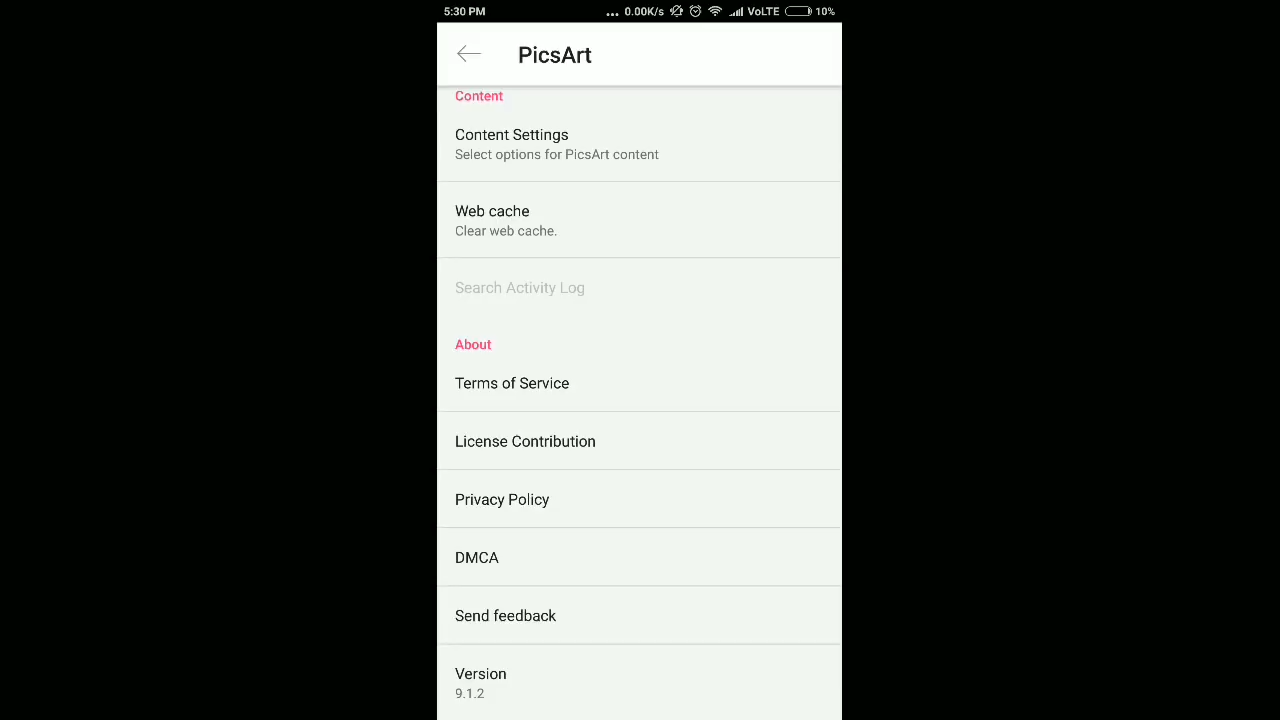 5:30 PM ... 0.00K/s VoLTE 10%
PicsArt
Content
Content Settings
Select options for PicsArt content
Web cache
Clear web cache.
Search Activity Log
About
Terms of Service
License Contribution
Privacy Policy
DMCA
Send feedback
Version
9.1.2